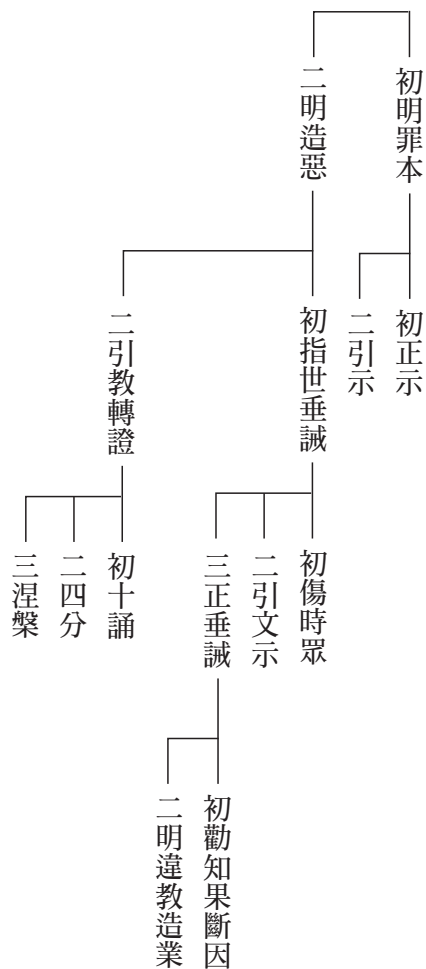 初明罪本
初正示
二引示
二明造惡
初指世垂誡
初傷時眾
二引文示
三正垂誡
初勸知果斷因
二明違教造業
二引教轉證
初十誦
二四分
三涅槃